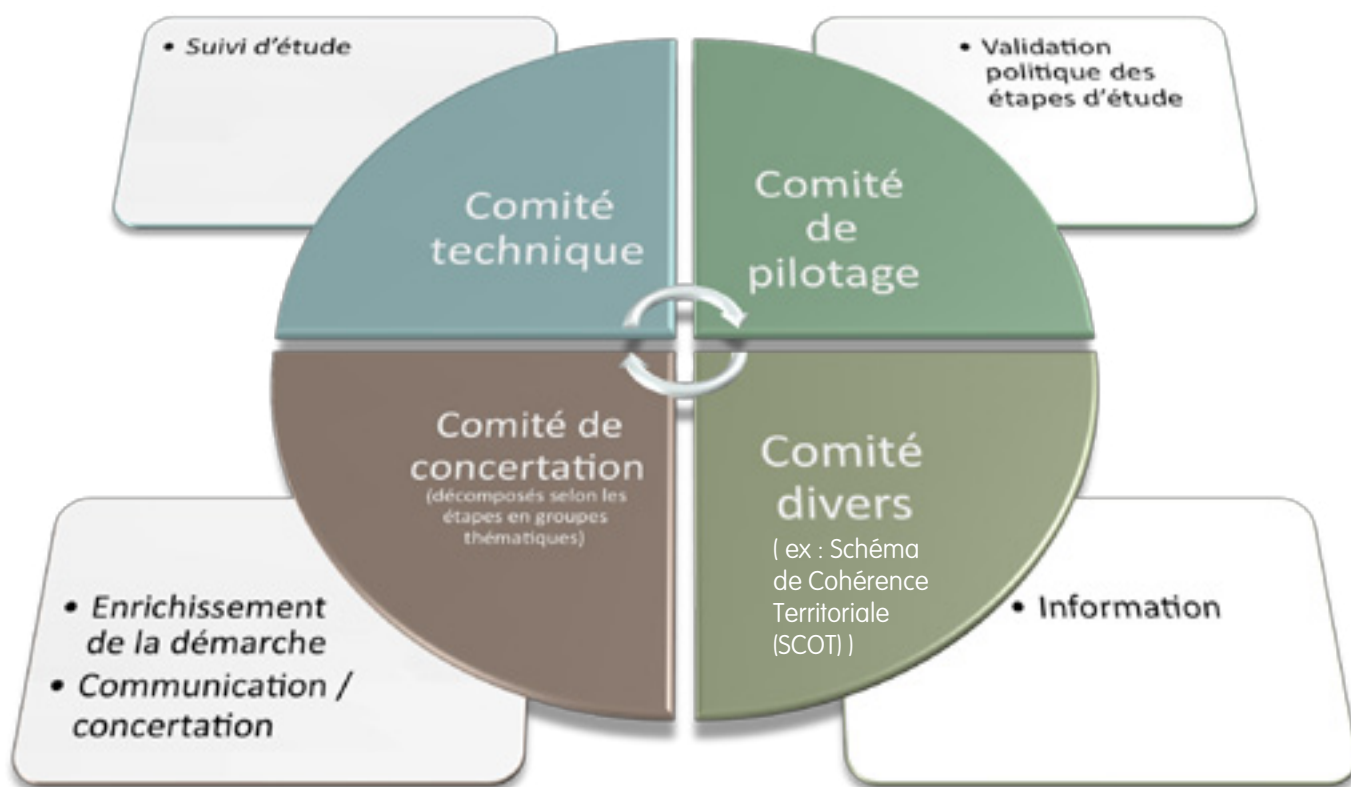 • Suivi d'étude
• Validation
politique des
étapes d'étude
Comité
technique
Comité
de
pilotage
Comité de
concertation
(décomposés selon les
étapes en groupes
thématiques)
Comité
divers
( ex : Schéma
de Cohérence
Territoriale
(SCOT) )
• Enrichissement
de la démarche
• Communication /
concertation
• Information